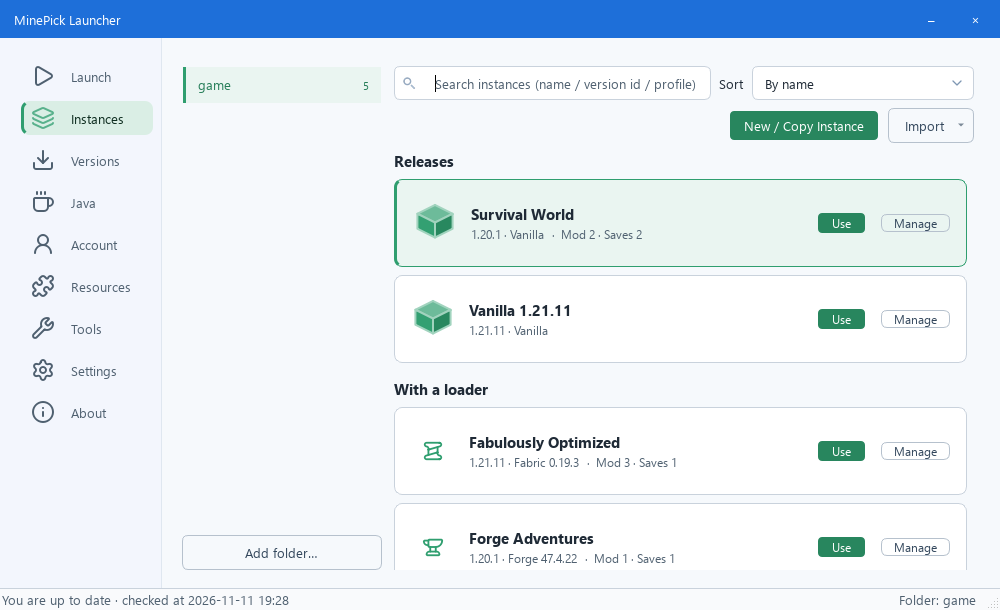 MinePick Launcher
Launch
Instances
Versions
Java
Account
Resources
Tools
Settings
About
game 5
Add folder...
Search instances (name / version id / profile)
Sort
By name
New / Copy Instance
Import
Releases
Survival World
1.20.1 · Vanilla · Mod 2 · Saves 2
Use
Manage
Vanilla 1.21.11
1.21.11 · Vanilla
Use
Manage
With a loader
Fabulously Optimized
1.21.11 · Fabric 0.19.3 · Mod 3 · Saves 1
Use
Manage
Forge Adventures
1.20.1 · Forge 47.4.22 · Mod 1 · Saves 1
Use
Manage
You are up to date · checked at 2026-11-11 19:28
Folder: game